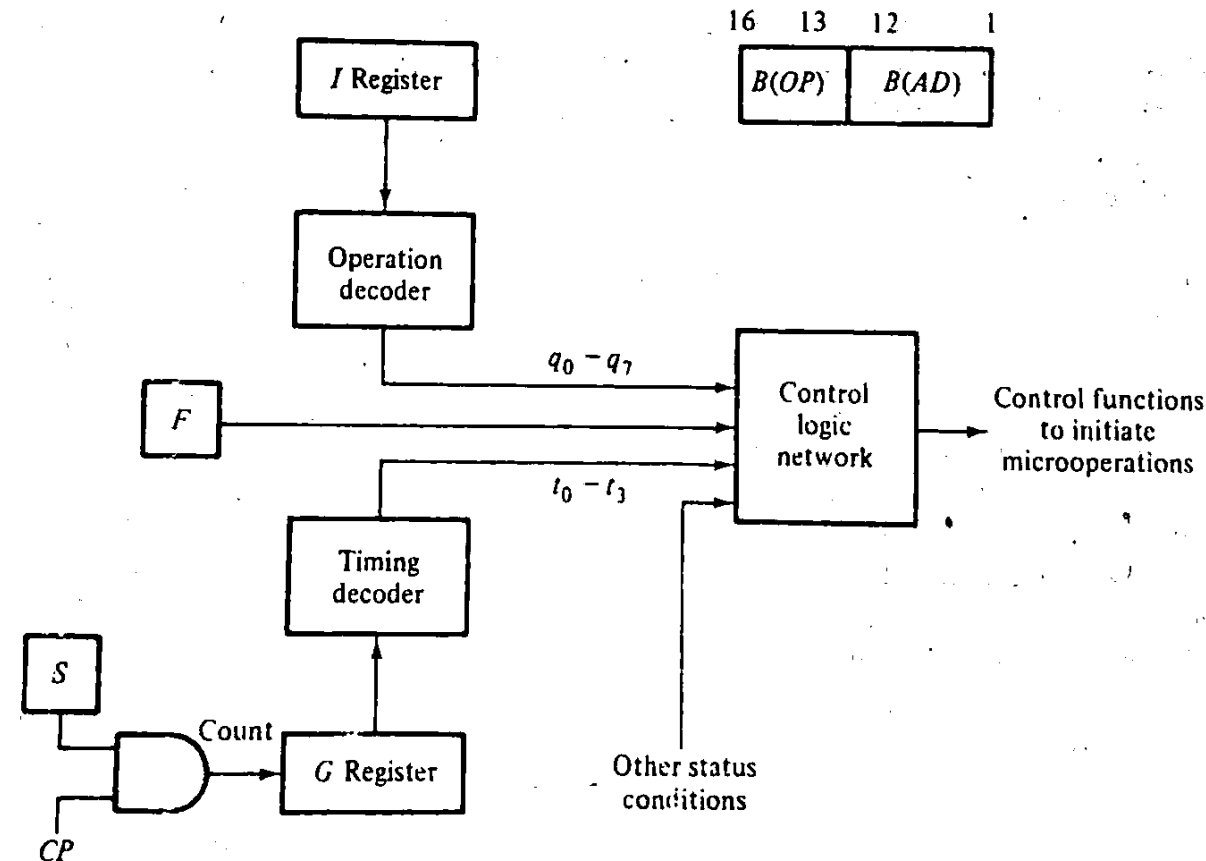 16 13 12 1
I Register
B(OP) B(AD)
Operation
decoder
q₀ – q₇
F
Control
logic
network
Control functions
to initiate
microoperations
t₀ – t₃
Timing
decoder
S
Count
G Register
Other status
conditions
CP